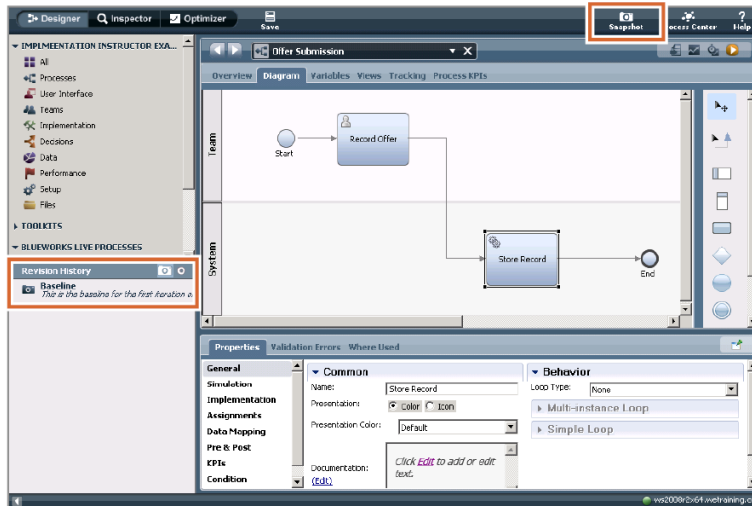 Designer Inspector Optimizer Save Snapshot ocess Center Help
IMPLMEENTATION INSTRUCTOR EXA...
All
Processes
User Interface
Teams
Implementation
Decisions
Data
Performance
Setup
Files
TOOLKITS
BLUEWORKS LIVE PROCESSES
Revision History
Baseline
This is the baseline for the first iteration o
Offer Submission
Overview Diagram Variables Views Tracking Process KPIs
Team
Start
Record Offer
System
Store Record
End
Properties Validation Errors Where Used
General
Simulation
Implementation
Assignments
Data Mapping
Pre & Post
KPIs
Condition
Common
Name: Store Record
Presentation: Color Icon
Presentation Color: Default
Documentation:
(Edit)
Click Edit to add or edit
text.
Behavior
Loop Type: None
Multi-instance Loop
Simple Loop
ws2008r2x64.wetraining.c